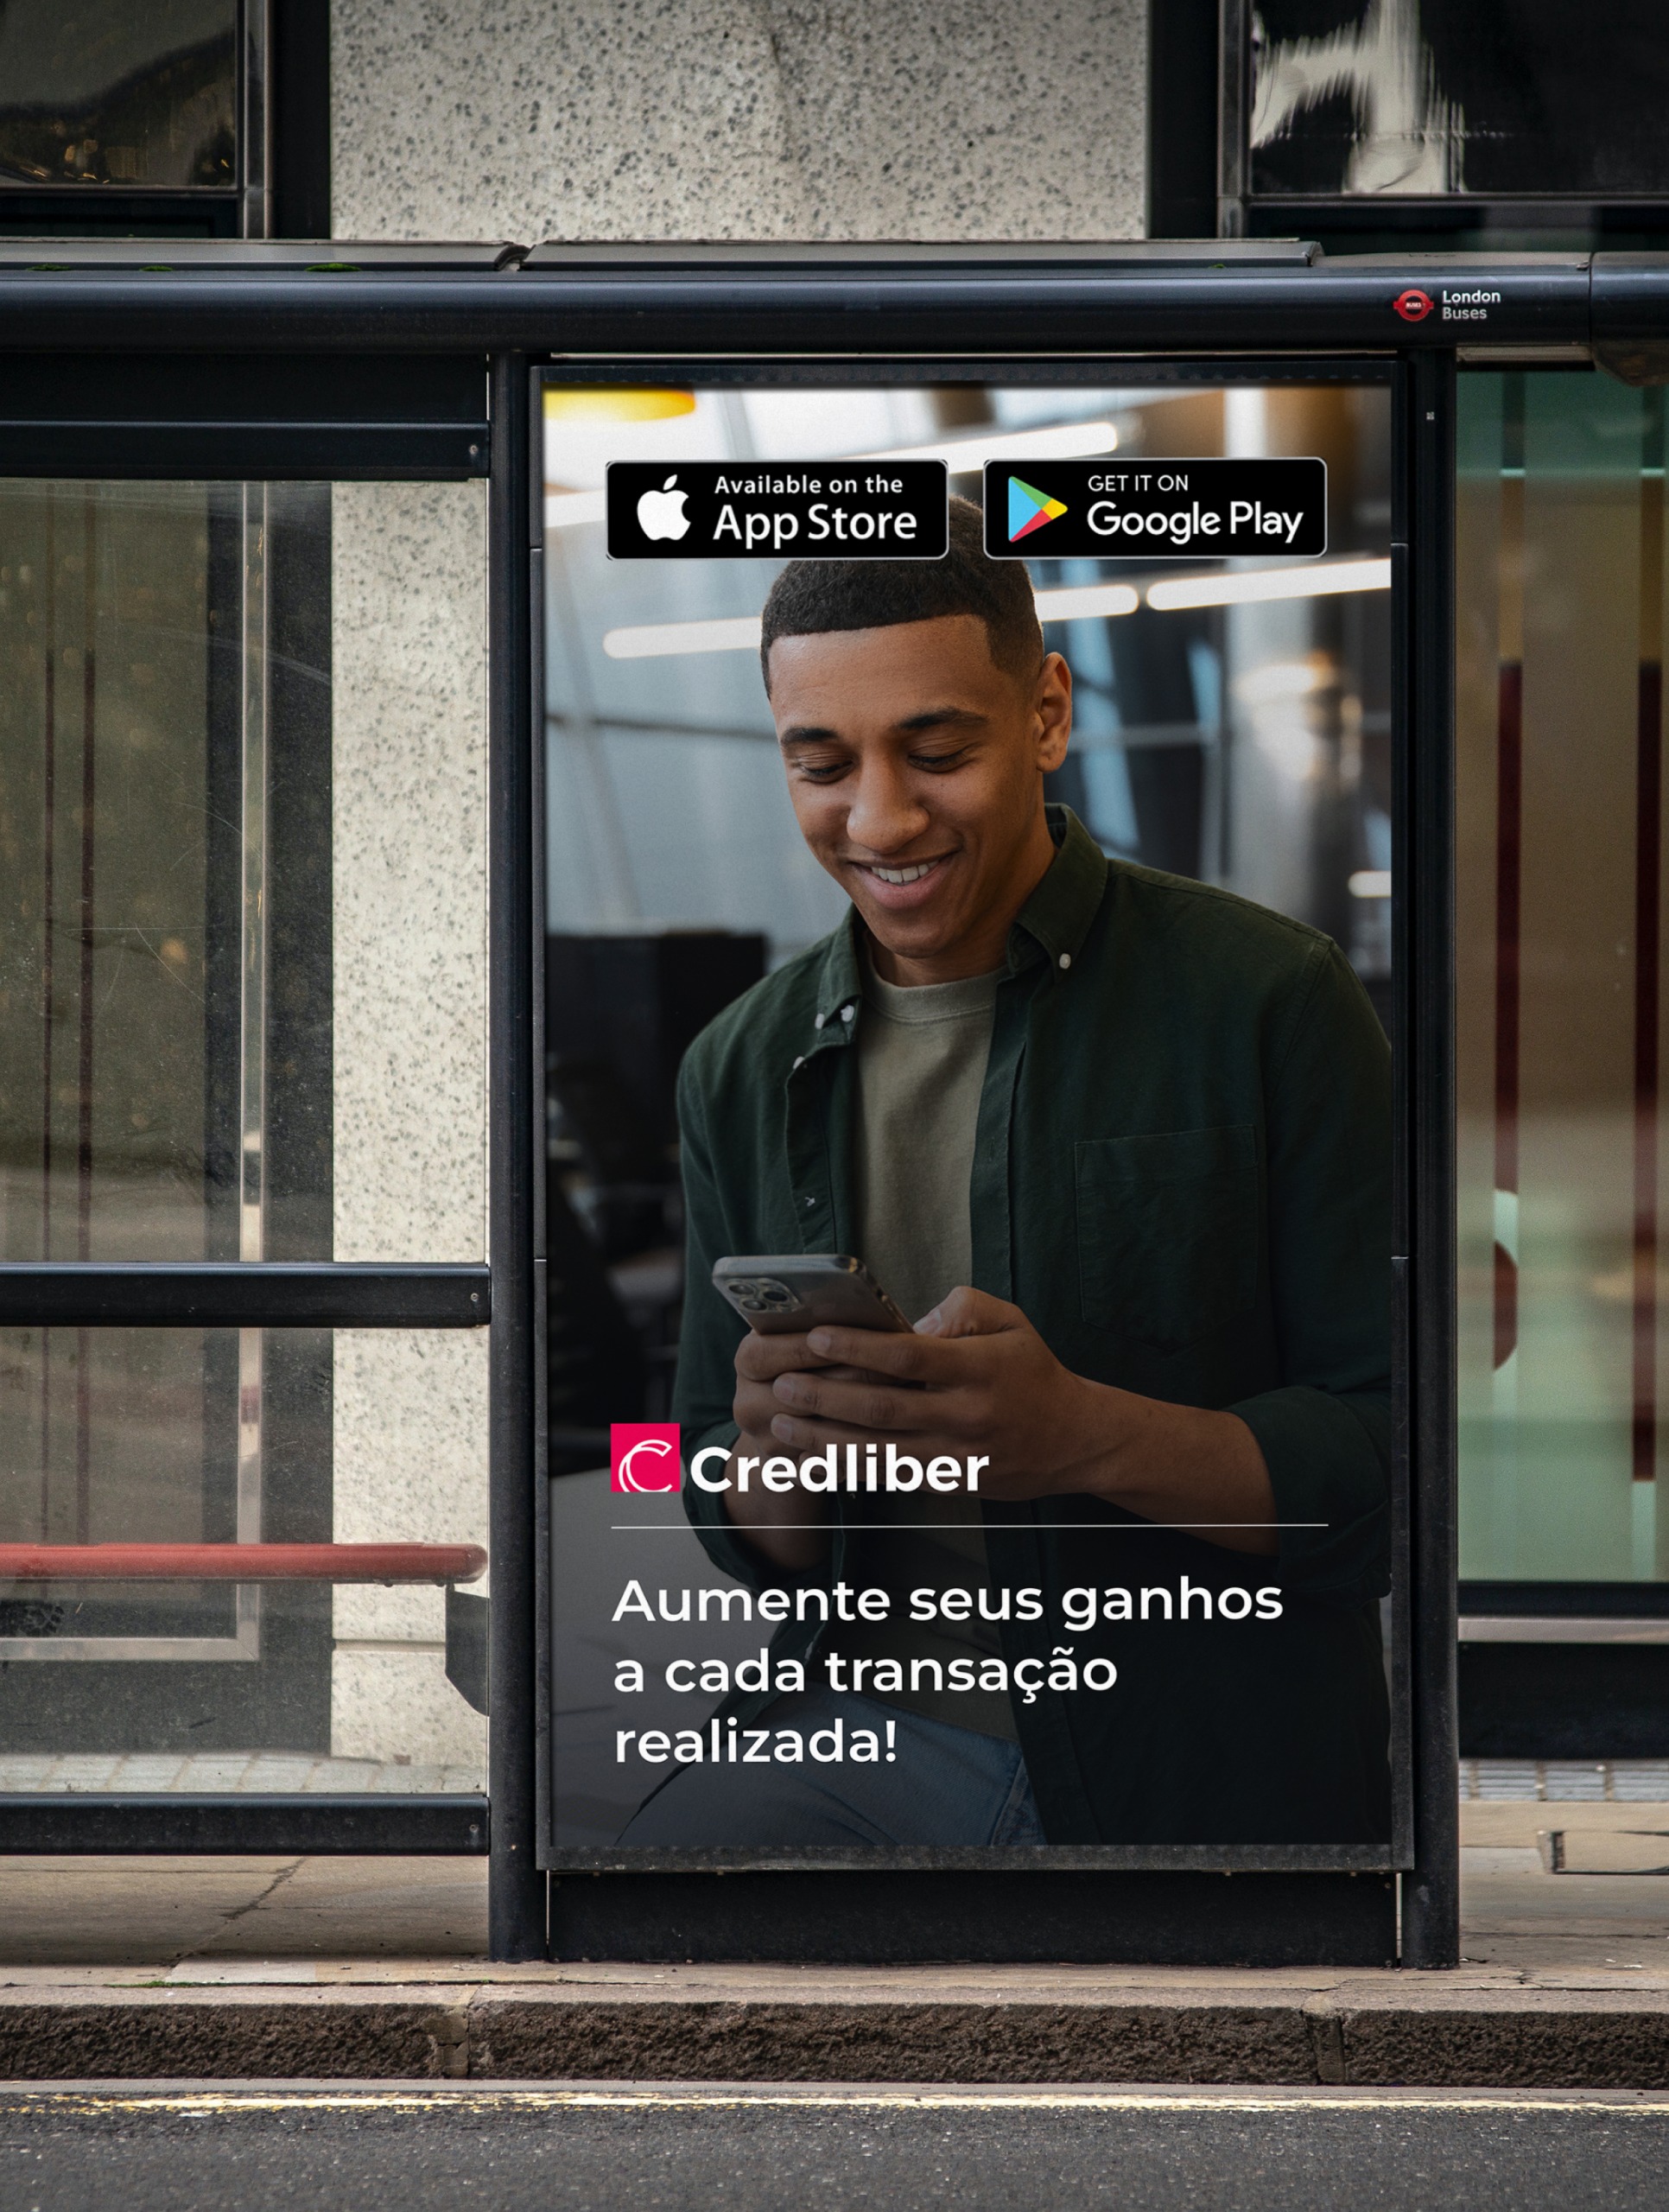 London
Buses
Available on the
App Store
GET IT ON
Google Play
Credliber
Aumente seus ganhos
a cada transação
realizada!